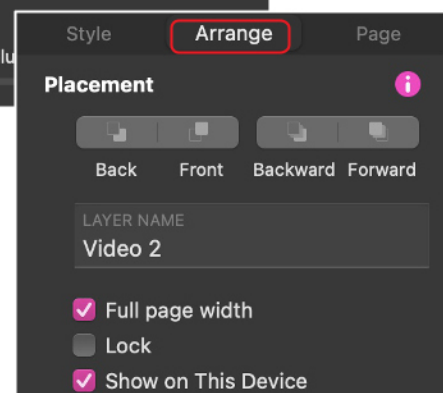 Style Arrange Page
lu
Placement
Back Front Backward Forward
LAYER NAME
Video 2
Full page width
Lock
Show on This Device